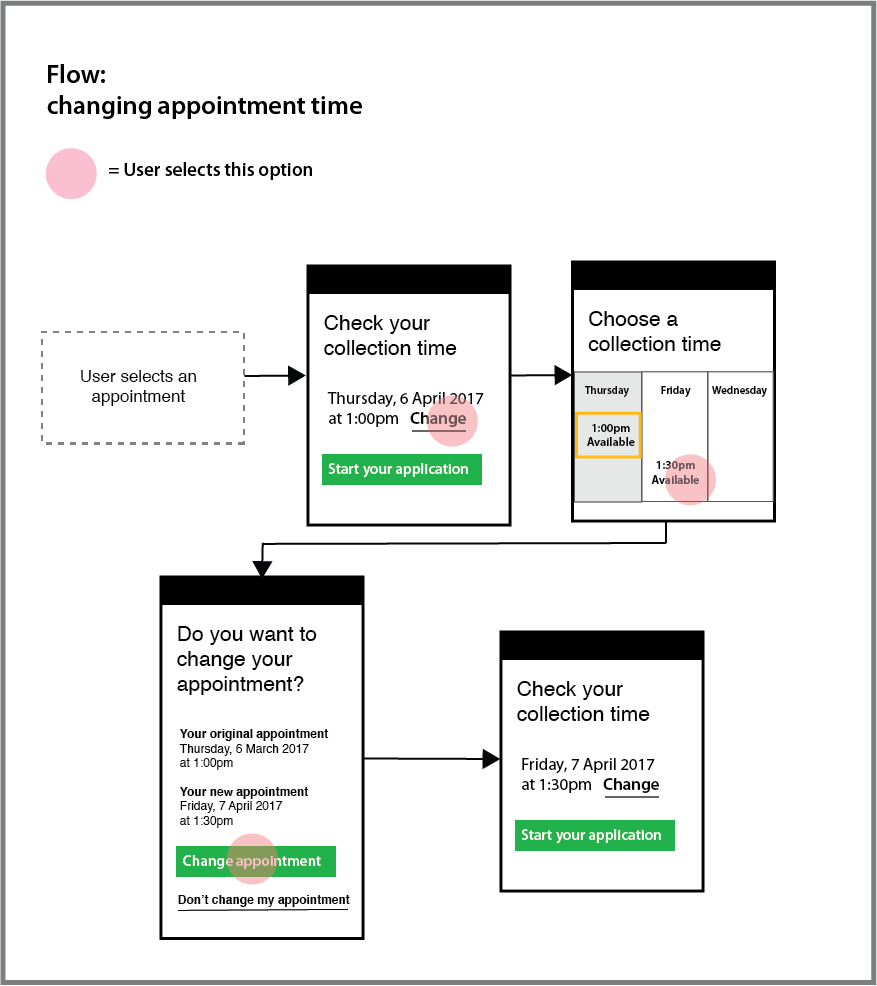 Flow:
changing appointment time
= User selects this option
User selects an
appointment
Check your
collection time
Thursday, 6 April 2017
at 1:00pm Change
Start your application
Choose a
collection time
Thursday Friday Wednesday
1:00pm
Available
1:30pm
Available
Do you want to
change your
appointment?
Your original appointment
Thursday, 6 March 2017
at 1:00pm
Your new appointment
Friday, 7 April 2017
at 1:30pm
Change appointment
Don't change my appointment
Check your
collection time
Friday, 7 April 2017
at 1:30pm Change
Start your application